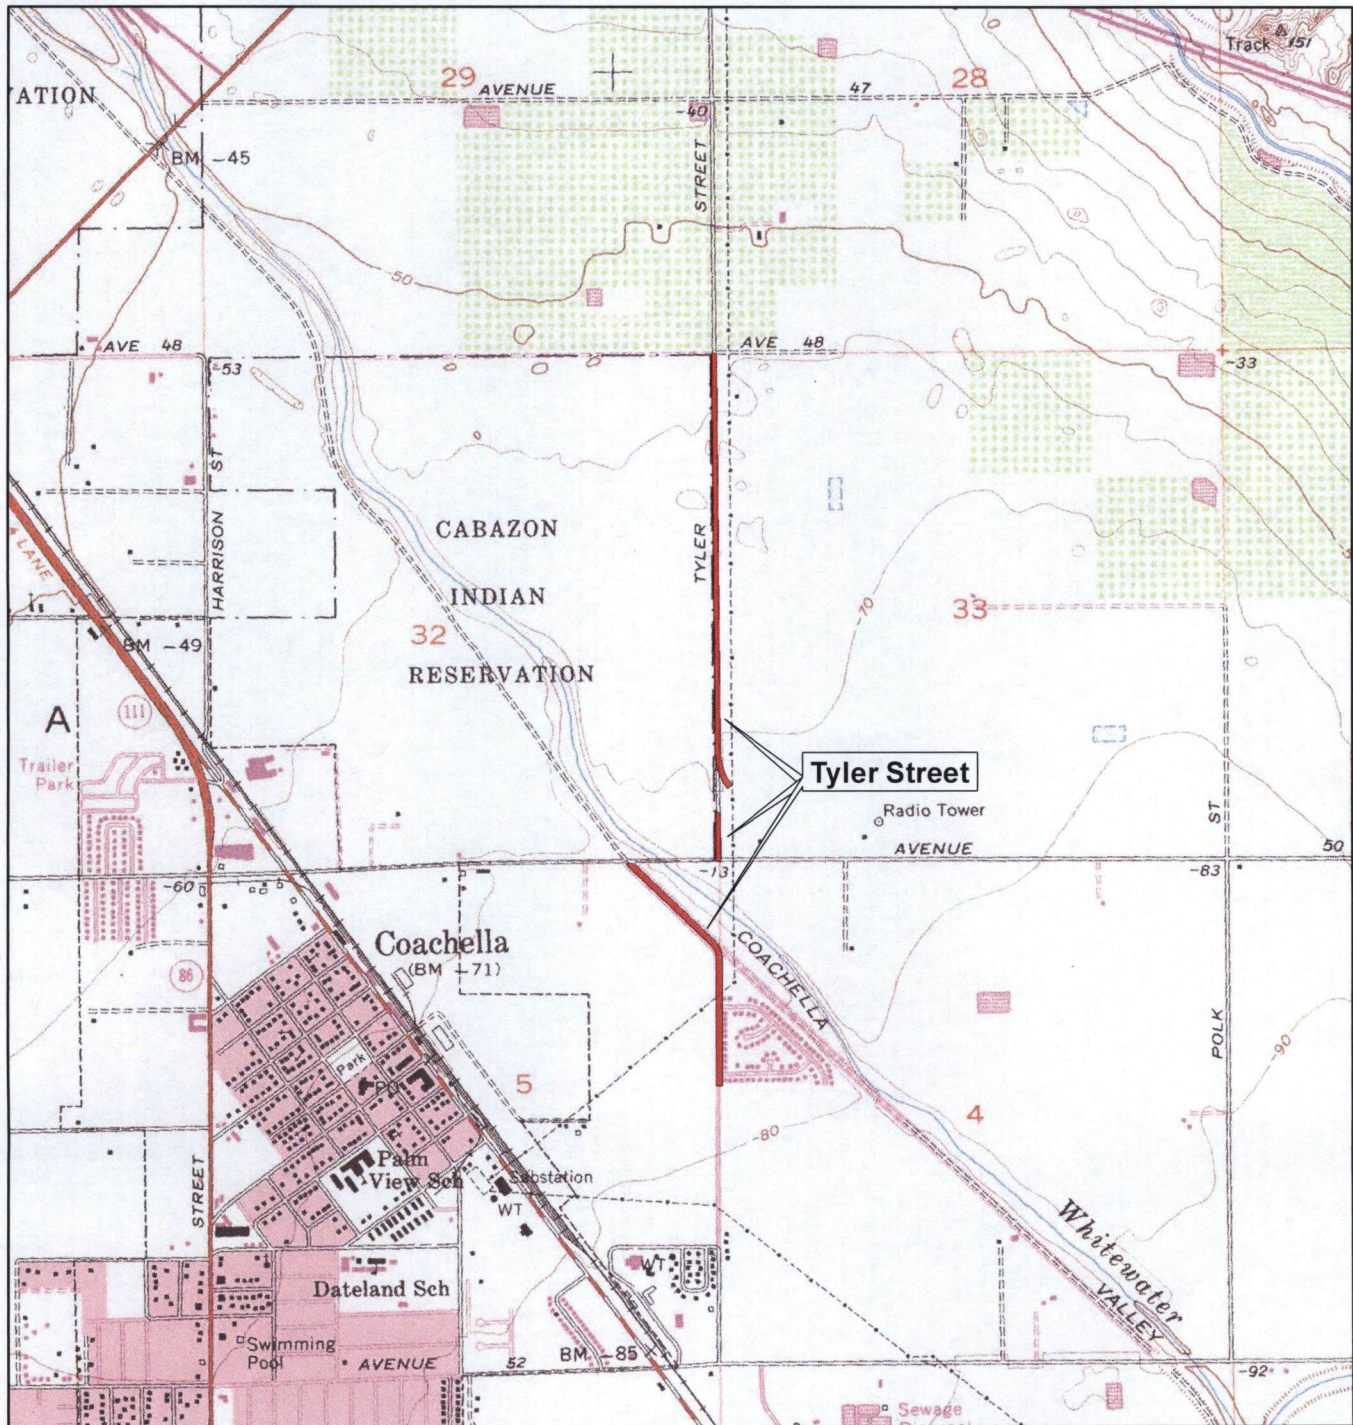 29
AVENUE
47
28
Track
151
VATION
-40
BM -45
STREET
50
AVE 48
AVE 48
-53
-33
CABAZON
INDIAN
RESERVATION
HARRISON
ST
TYLER
LANE
32
33
-70
BM -49
A
111
Trailer
Park
Tyler Street
Radio Tower
AVENUE
50
ST
-13
-83
-60
Coachella
(BM -71)
86
COACHELLA
POLK
-90
Park
PO
5
4
-80
Palm
View Sch
Substation
WT
STREET
Whitewater
VALLEY
Dateland Sch
WT
Swimming
Pool
AVENUE
52
BM -85
-92
Sewage